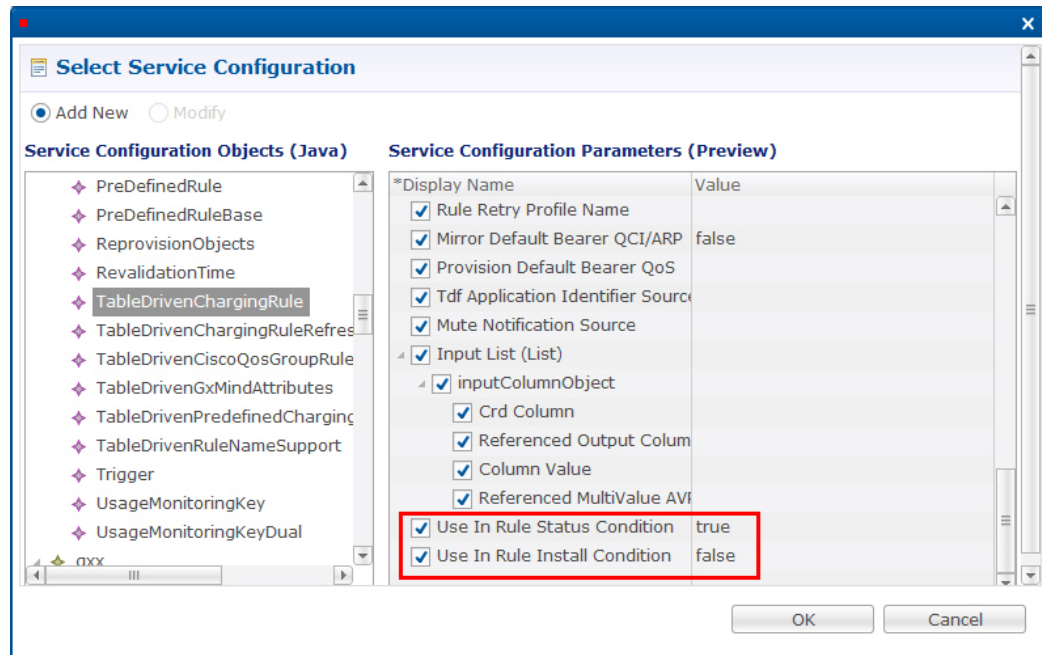 Select Service Configuration
Add New Modify
Service Configuration Objects (Java)
PreDefinedRule
PreDefinedRuleBase
ReprovisionObjects
RevalidationTime
TableDrivenChargingRule
TableDrivenChargingRuleRefres
TableDrivenCiscoQosGroupRule
TableDrivenGxMindAttributes
TableDrivenPredefinedCharging
TableDrivenRuleNameSupport
Trigger
UsageMonitoringKey
UsageMonitoringKeyDual
gxx
Service Configuration Parameters (Preview)
*Display Name Value
Rule Retry Profile Name
Mirror Default Bearer QCI/ARP false
Provision Default Bearer QoS
Tdf Application Identifier Source
Mute Notification Source
Input List (List)
inputColumnObject
Crd Column
Referenced Output Colum
Column Value
Referenced MultiValue AVP
Use In Rule Status Condition true
Use In Rule Install Condition false
OK Cancel